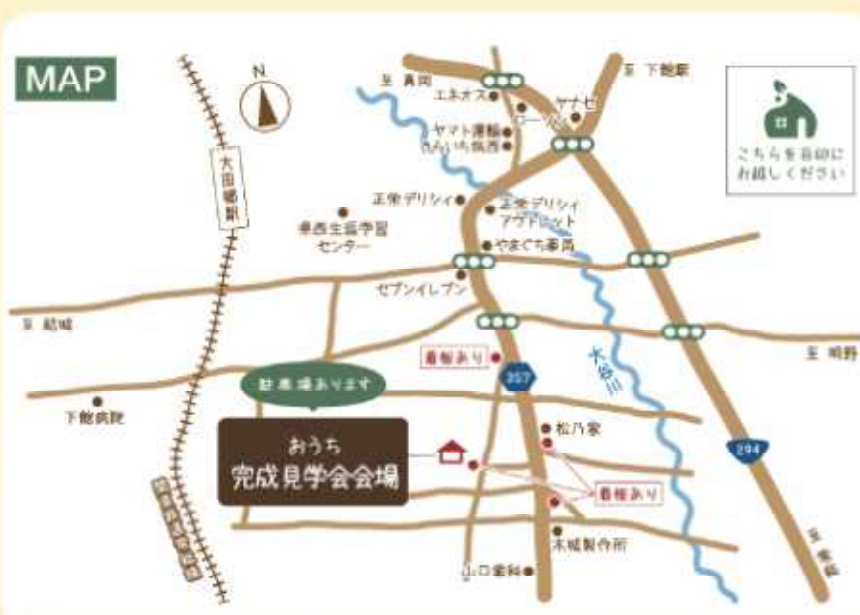 MAP
N
至 真岡
エネオス
ヤマト運輸
ヤナセ
至 下館駅
こちらを目印に
お越しください
大田郷駅
正栄デリシィ
正栄デリシィ
アウトレット
県西生涯学習
センター
やまぐち薬局
セブンイレブン
至 結城
看板あり
大谷川
至 明野
357
駐車場あります
下館病院
松乃家
おうち
完成見学会会場
294
看板あり
木城製作所
山口歯科